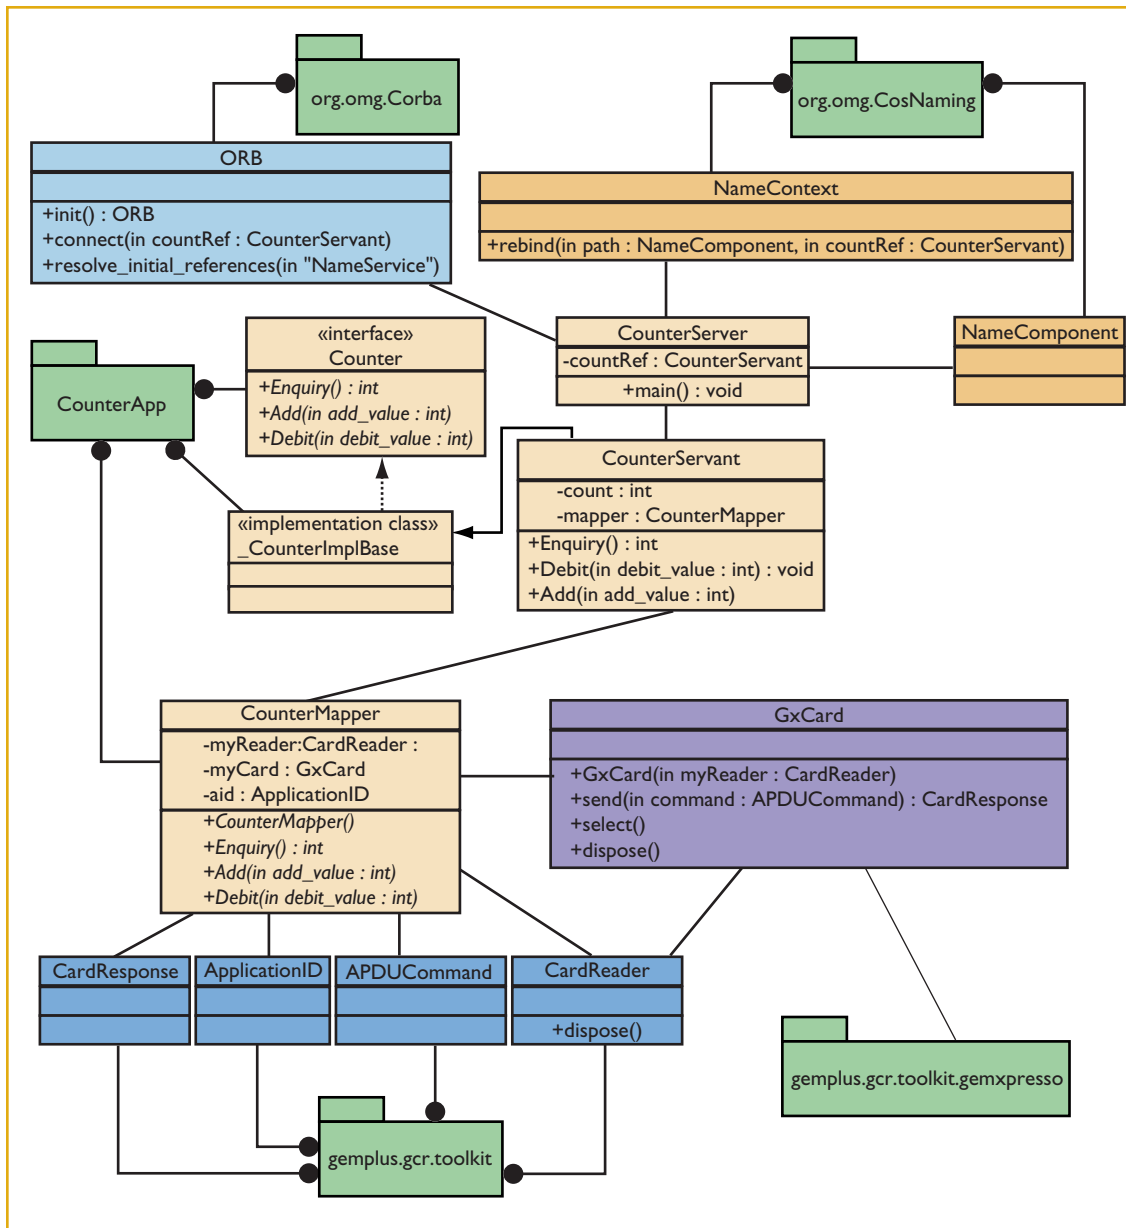 org.omg.Corba
org.omg.CosNaming
ORB
+init() : ORB
+connect(in countRef : CounterServant)
+resolve_initial_references(in "NameService")
NameContext
+rebind(in path : NameComponent, in countRef : CounterServant)
«interface»
Counter
+Enquiry() : int
+Add(in add_value : int)
+Debit(in debit_value : int)
CounterServer
-countRef : CounterServant
+main() : void
NameComponent
CounterApp
«implementation class»
_CounterImplBase
CounterServant
-count : int
-mapper : CounterMapper
+Enquiry() : int
+Debit(in debit_value : int) : void
+Add(in add_value : int)
CounterMapper
-myReader:CardReader :
-myCard : GxCard
-aid : ApplicationID
+CounterMapper()
+Enquiry() : int
+Add(in add_value : int)
+Debit(in debit_value : int)
GxCard
+GxCard(in myReader : CardReader)
+send(in command : APDUCommand) : CardResponse
+select()
+dispose()
CardResponse
ApplicationID
APDUCommand
CardReader
+dispose()
gemplus.gcr.toolkit.gemxpresso
gemplus.gcr.toolkit